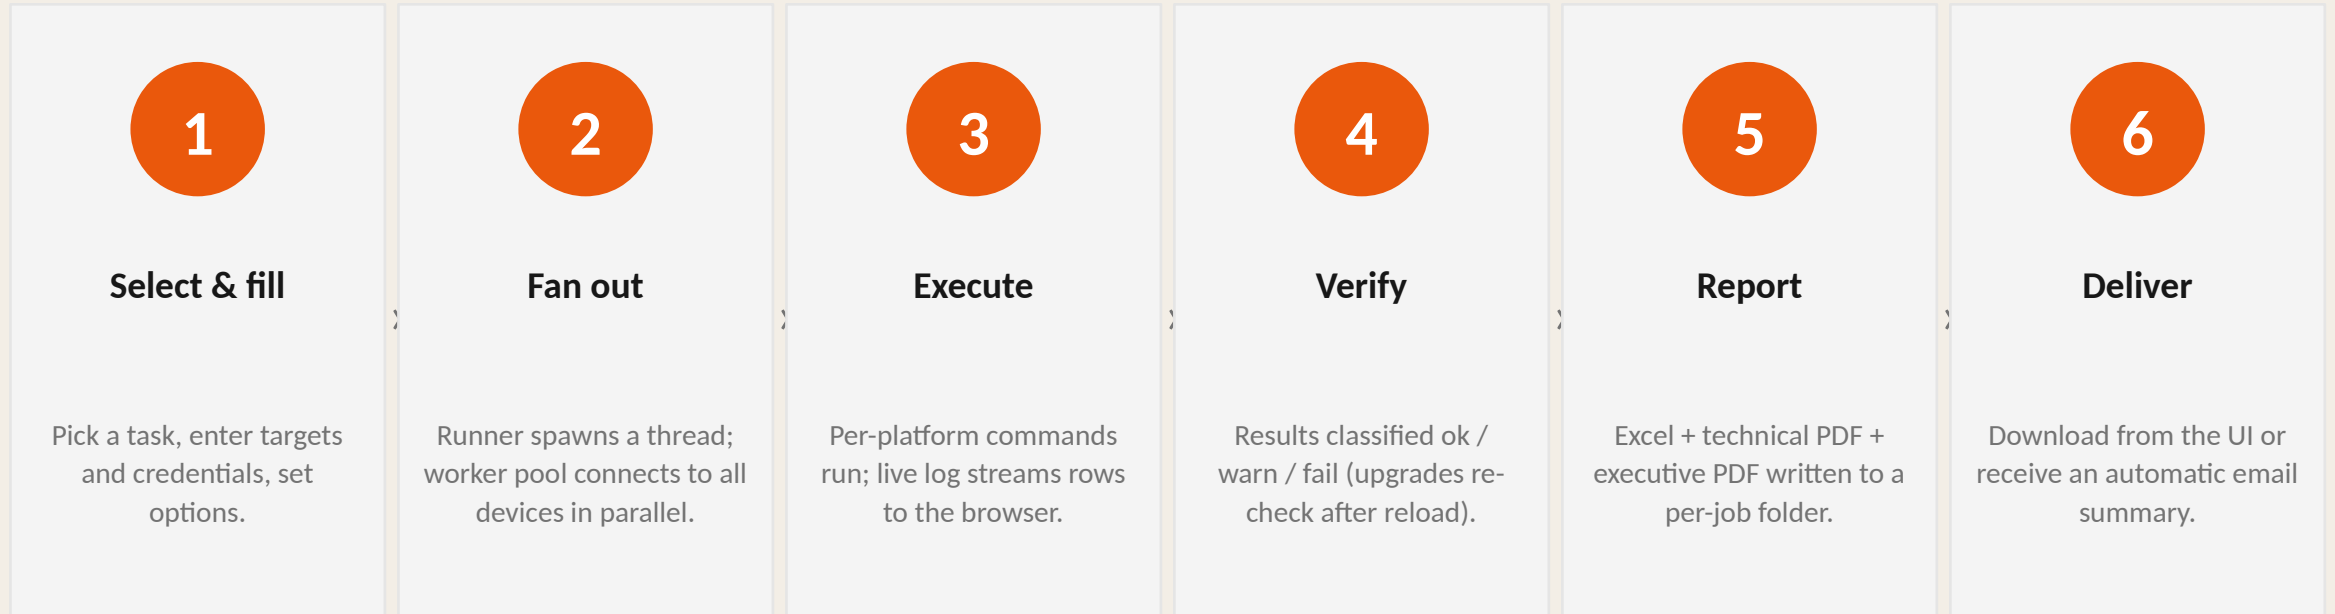 1
Select & fill
Pick a task, enter targets
and credentials, set
options.
›
2
Fan out
Runner spawns a thread;
worker pool connects to all
devices in parallel.
›
3
Execute
Per-platform commands
run; live log streams rows
to the browser.
›
4
Verify
Results classified ok /
warn / fail (upgrades re-
check after reload).
›
5
Report
Excel + technical PDF +
executive PDF written to a
per-job folder.
›
6
Deliver
Download from the UI or
receive an automatic email
summary.